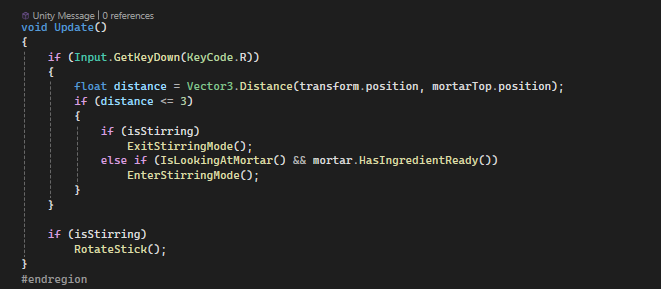 Unity Message | 0 references
void Update()
{
    if (Input.GetKeyDown(KeyCode.R))
    {
        float distance = Vector3.Distance(transform.position, mortarTop.position);
        if (distance <= 3)
        {
            if (isStirring)
                ExitStirringMode();
            else if (IsLookingAtMortar() && mortar.HasIngredientReady())
                EnterStirringMode();
        }
    }

    if (isStirring)
        RotateStick();
}
#endregion